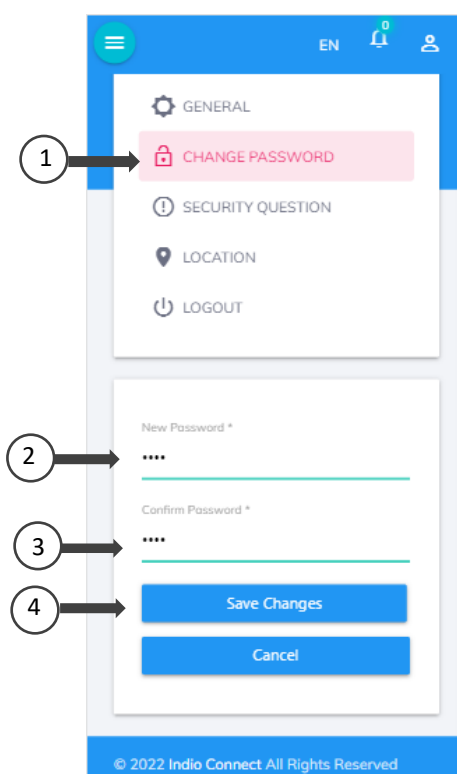 0
EN
GENERAL
1
CHANGE PASSWORD
SECURITY QUESTION
LOCATION
LOGOUT
New Password *
2
••••
Confirm Password *
3
••••
4
Save Changes
Cancel
© 2022 Indio Connect All Rights Reserved